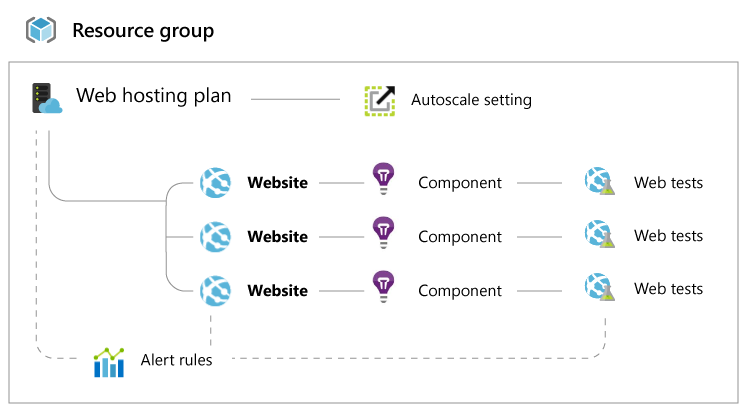 Resource group
Web hosting plan
Autoscale setting
Website Component Web tests
Website Component Web tests
Website Component Web tests
Alert rules